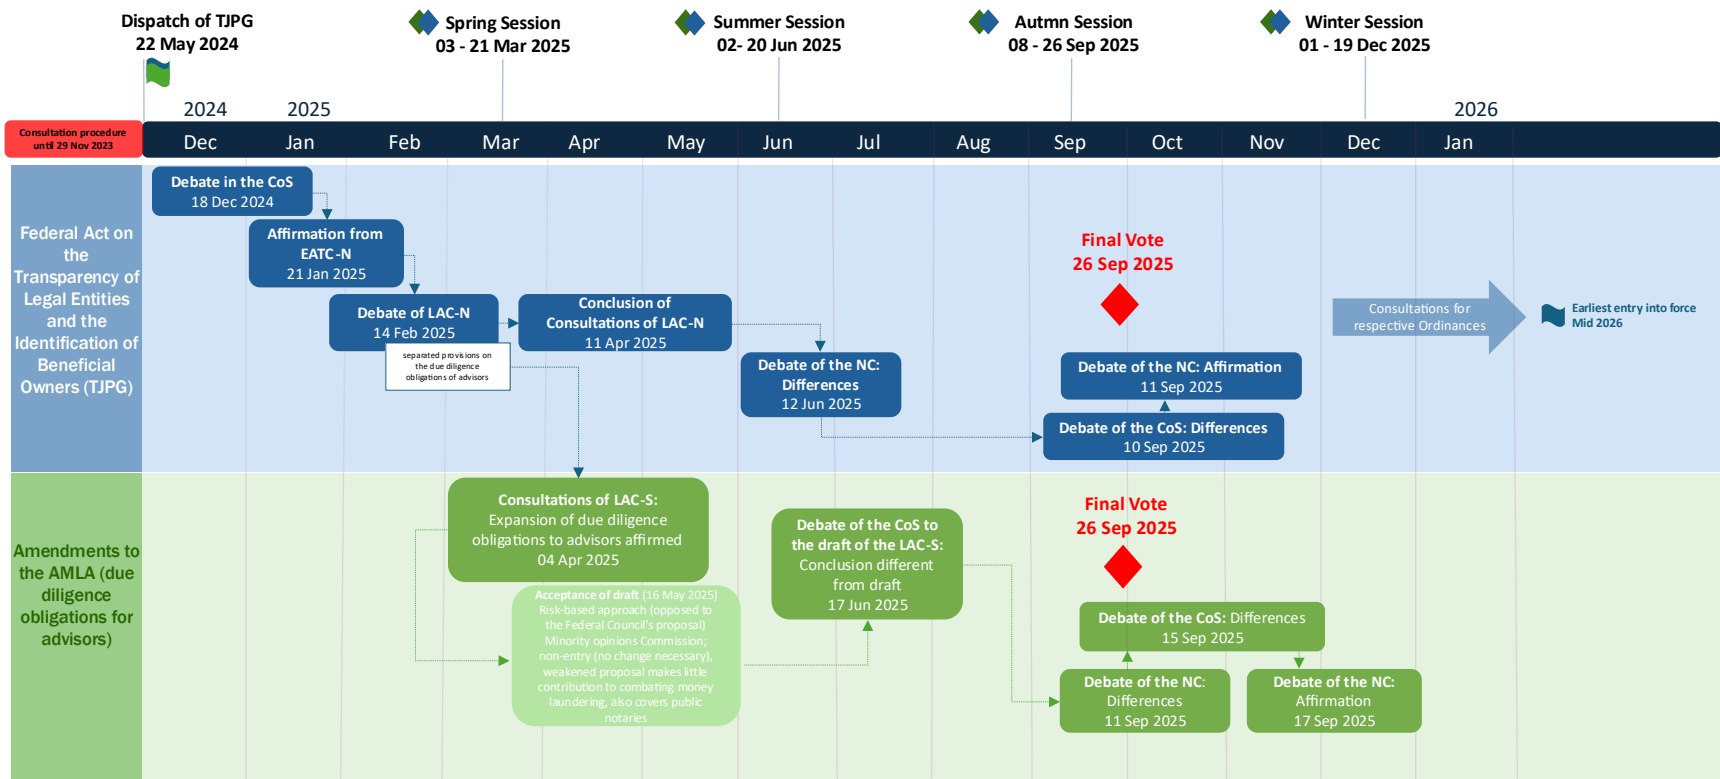 Dispatch of TJPG
22 May 2024
Spring Session
03 - 21 Mar 2025
Summer Session
02- 20 Jun 2025
Autmn Session
08 - 26 Sep 2025
Winter Session
01 - 19 Dec 2025
2024
2025
2026
Consultation procedure
until 29 Nov 2023
Dec
Jan
Feb
Mar
Apr
May
Jun
Jul
Aug
Sep
Oct
Nov
Dec
Jan
Federal Act on
the
Transparency of
Legal Entities
and the
Identification of
Beneficial
Owners (TJPG)
Debate in the CoS
18 Dec 2024
Affirmation from
EATC-N
21 Jan 2025
Debate of LAC-N
14 Feb 2025
separated provisions on
the due diligence
obligations of advisors
Conclusion of
Consultations of LAC-N
11 Apr 2025
Debate of the NC:
Differences
12 Jun 2025
Final Vote
26 Sep 2025
Debate of the NC: Affirmation
11 Sep 2025
Debate of the CoS: Differences
10 Sep 2025
Consultations for
respective Ordinances
Earliest entry into force
Mid 2026
Amendments to
the AMLA (due
diligence
obligations for
advisors)
Consultations of LAC-S:
Expansion of due diligence
obligations to advisors affirmed
04 Apr 2025
Acceptance of draft (16 May 2025)
Risk-based approach (opposed to
the Federal Council's proposal)
Minority opinions Commission;
non-entry (no change necessary),
weakened proposal makes little
contribution to combating money
laundering, also covers public
notaries
Debate of the CoS to
the draft of the LAC-S:
Conclusion different
from draft
17 Jun 2025
Final Vote
26 Sep 2025
Debate of the CoS: Differences
15 Sep 2025
Debate of the NC:
Differences
11 Sep 2025
Debate of the NC:
Affirmation
17 Sep 2025